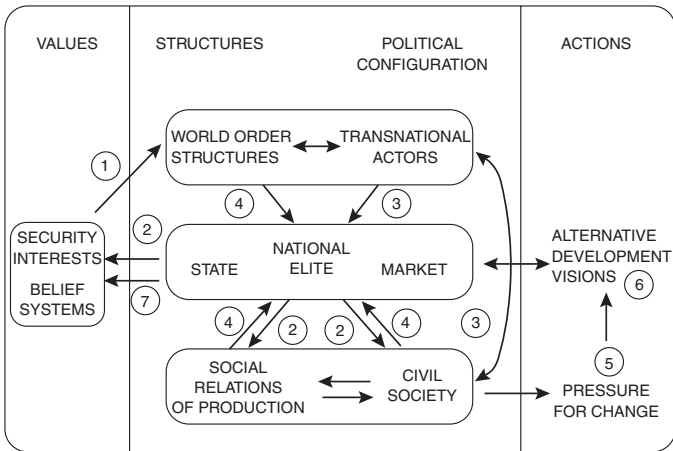 VALUES
STRUCTURES
POLITICAL
CONFIGURATION
ACTIONS
WORLD ORDER
STRUCTURES
TRANSNATIONAL
ACTORS
1
4
3
SECURITY
INTERESTS
BELIEF
SYSTEMS
2
7
STATE
NATIONAL
ELITE
MARKET
ALTERNATIVE
DEVELOPMENT
VISIONS
6
4
2
2
4
3
SOCIAL
RELATIONS
OF PRODUCTION
CIVIL
SOCIETY
5
PRESSURE
FOR CHANGE